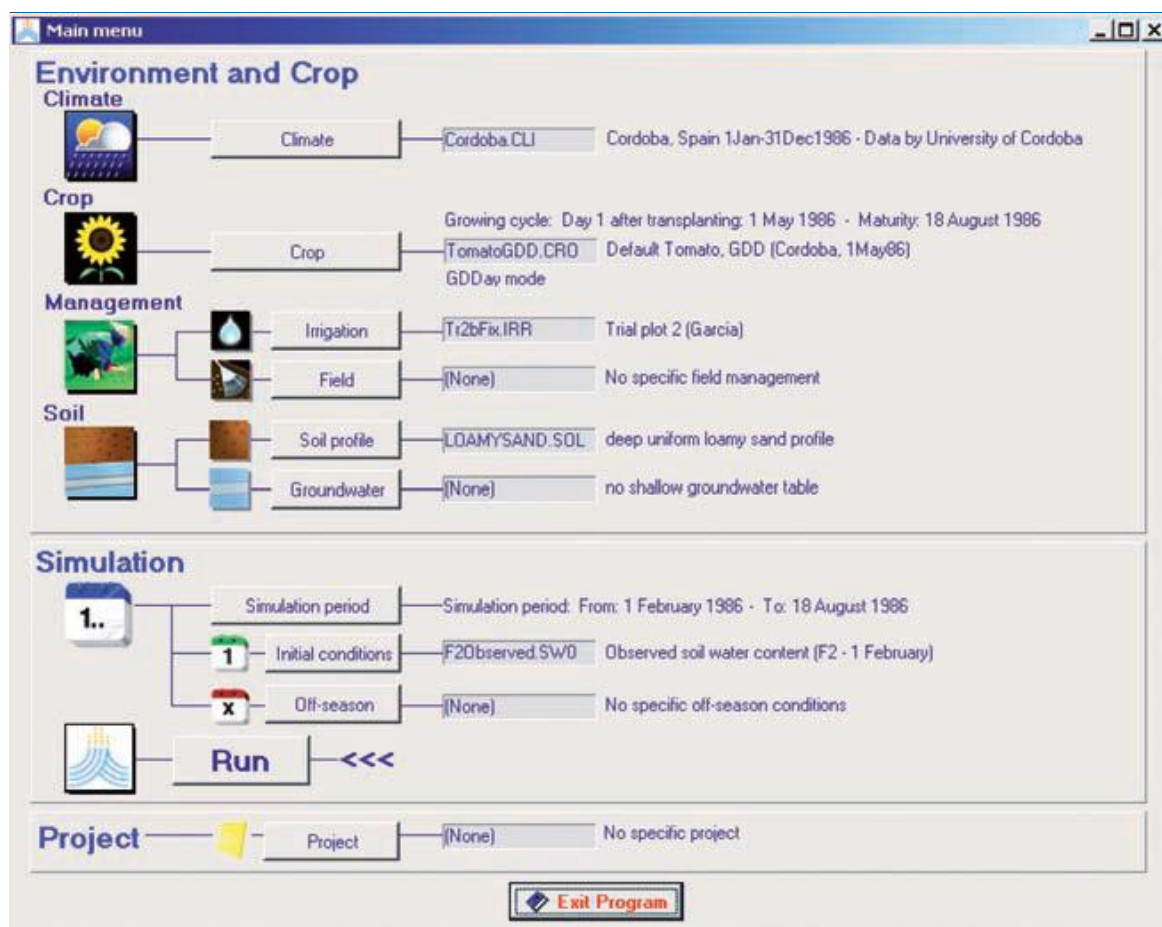 Main menu
Environment and Crop
Climate
Climate Cordoba.CLI Cordoba, Spain 1Jan-31Dec1986 - Data by University of Cordoba
Crop
Growing cycle: Day 1 after transplanting: 1 May 1986 - Maturity: 18 August 1986
Crop TomatoGDD.CRO Default Tomato, GDD (Cordoba, 1May86)
GDDay mode
Management
Irrigation Tr2bFix.IRR Trial plot 2 (Garcia)
Field (None) No specific field management
Soil
Soil profile LOAMYSAND.SOL deep uniform loamy sand profile
Groundwater (None) no shallow groundwater table
Simulation
1..
Simulation period Simulation period: From: 1 February 1986 - To: 18 August 1986
1 Initial conditions F2Observed.SW0 Observed soil water content (F2 - 1 February)
x Off-season (None) No specific off-season conditions
Run <<<
Project Project (None) No specific project
Exit Program